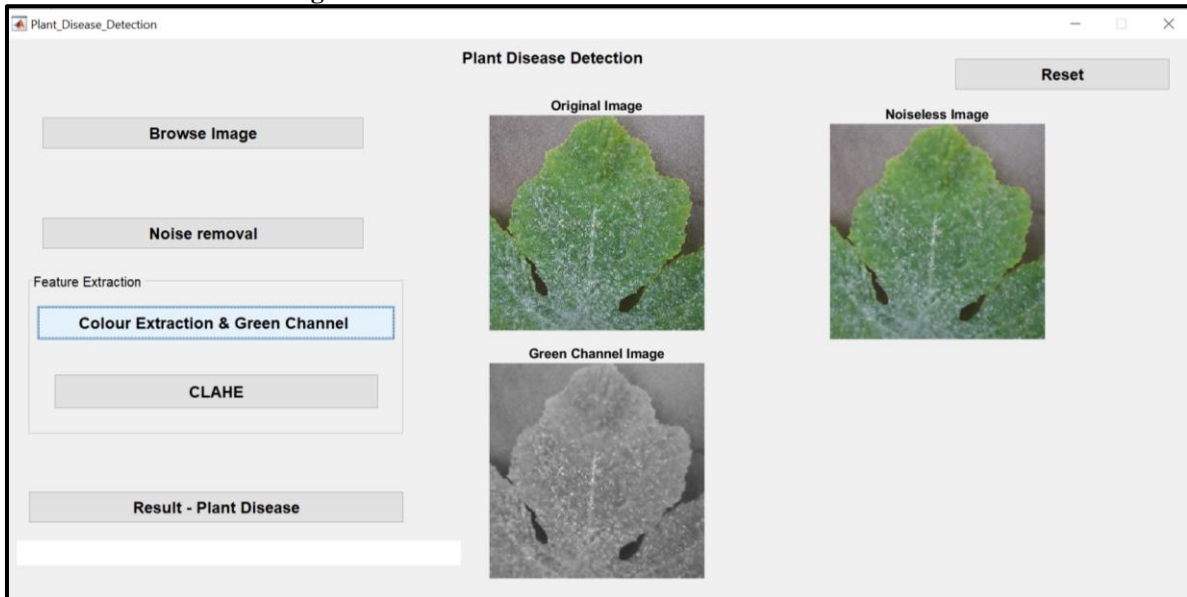 Plant_Disease_Detection
Plant Disease Detection
Reset
Original Image
Noiseless Image
Browse Image
Noise removal
Feature Extraction
Colour Extraction & Green Channel
Green Channel Image
CLAHE
Result - Plant Disease